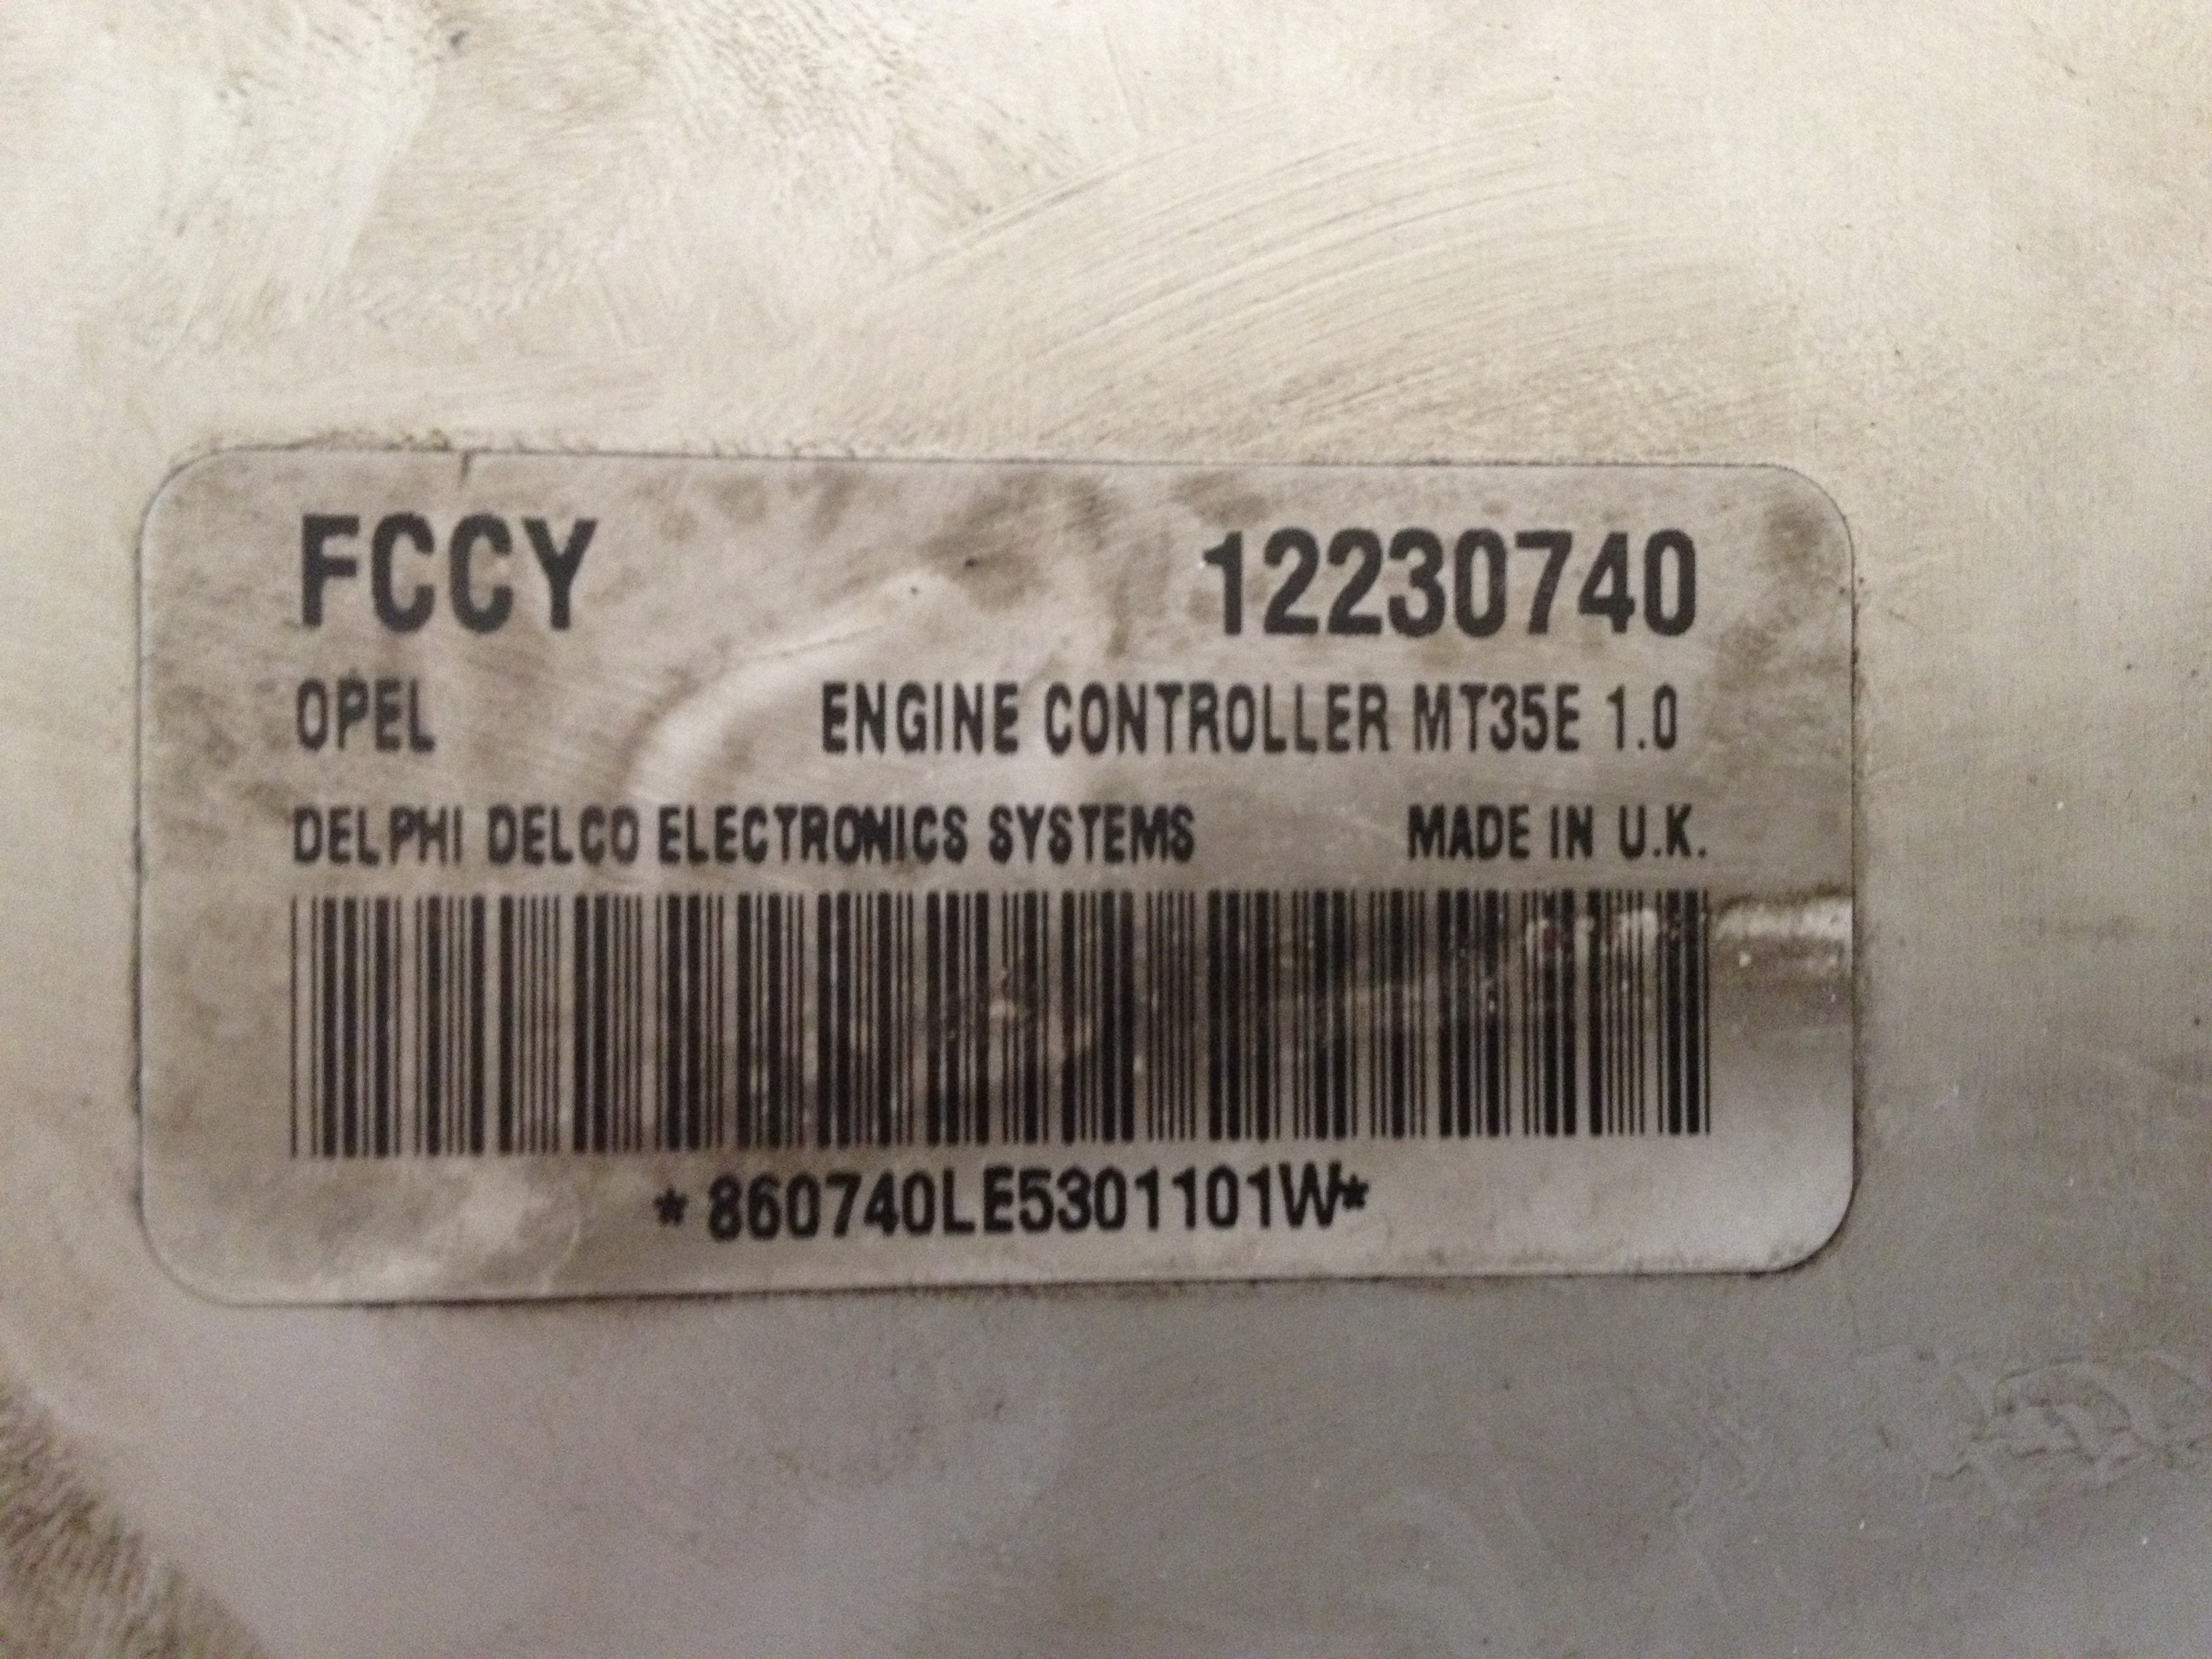 FCCY 12230740
OPEL ENGINE CONTROLLER MT35E 1.0
DELPHI DELCO ELECTRONICS SYSTEMS MADE IN U.K.
*860740LE5301101W*